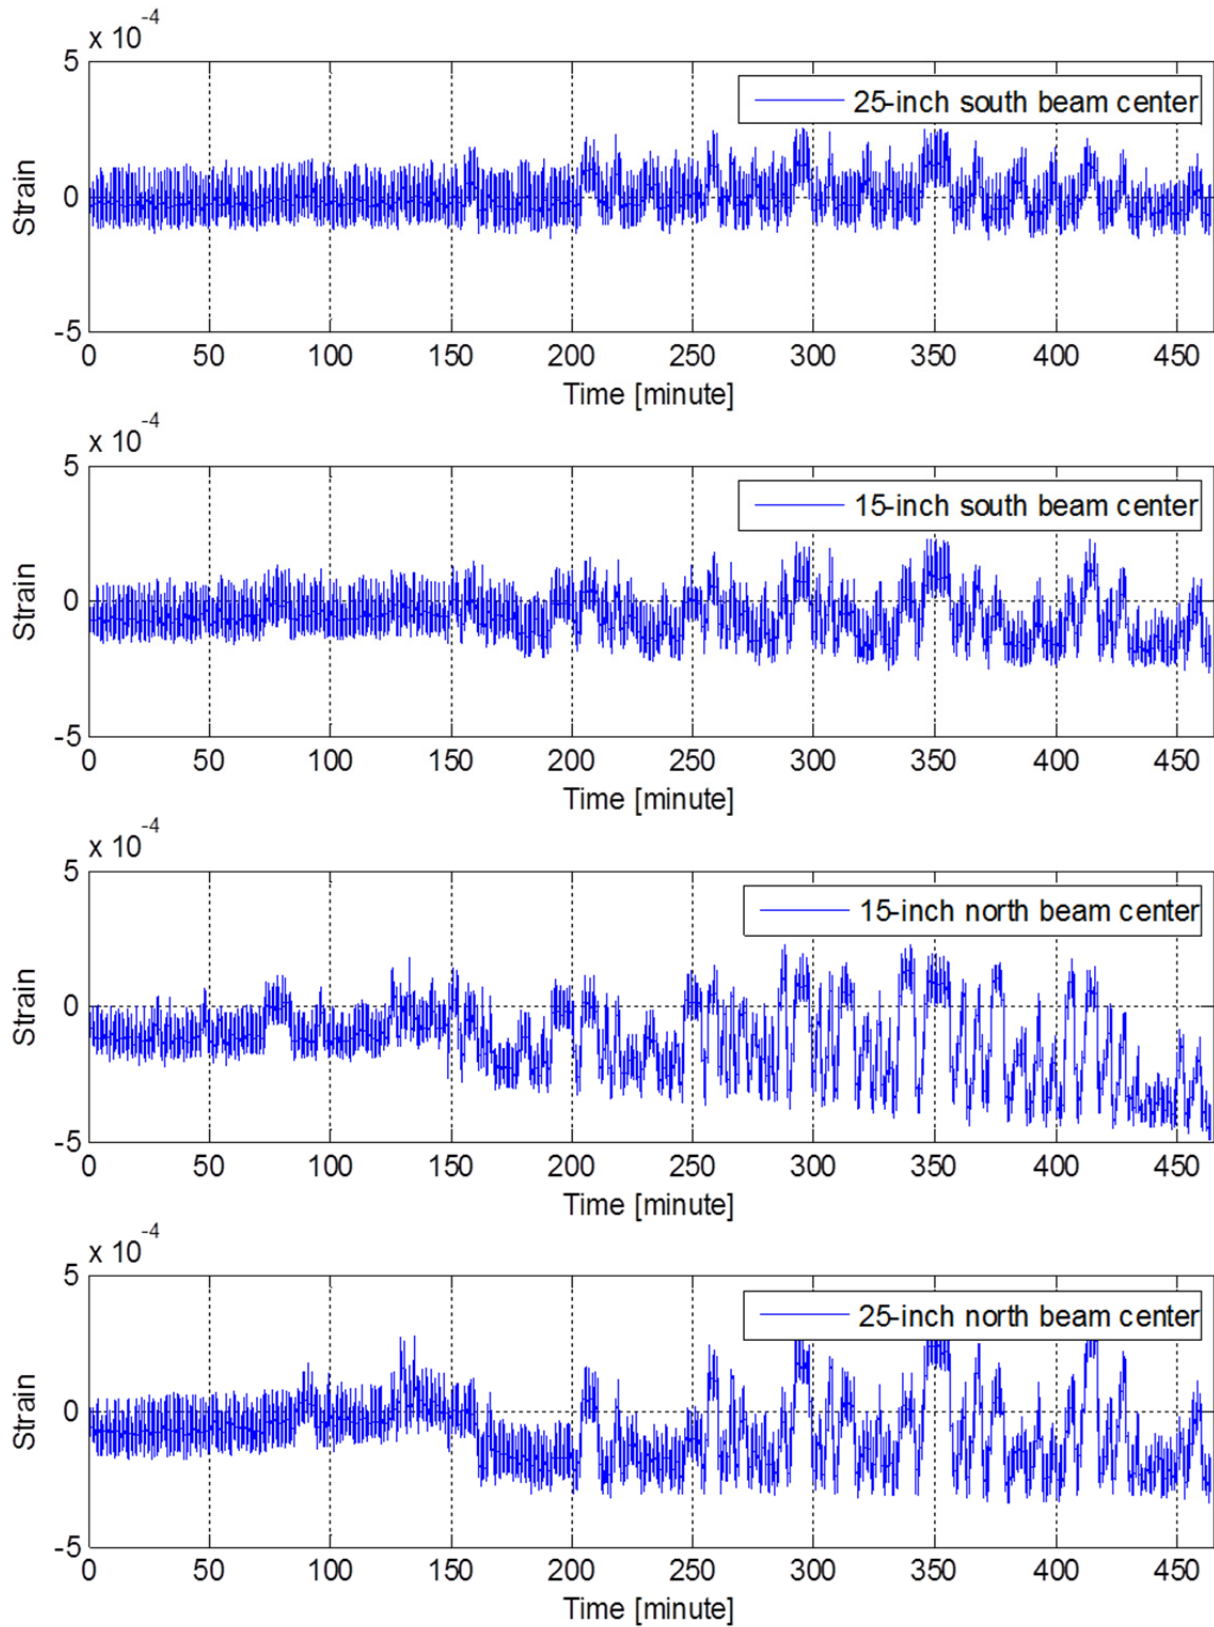 x 10^-4
5
25-inch south beam center
Strain
0
-5
0 50 100 150 200 250 300 350 400 450
Time [minute]
x 10^-4
5
15-inch south beam center
Strain
0
-5
0 50 100 150 200 250 300 350 400 450
Time [minute]
x 10^-4
5
15-inch north beam center
Strain
0
-5
0 50 100 150 200 250 300 350 400 450
Time [minute]
x 10^-4
5
25-inch north beam center
Strain
0
-5
0 50 100 150 200 250 300 350 400 450
Time [minute]